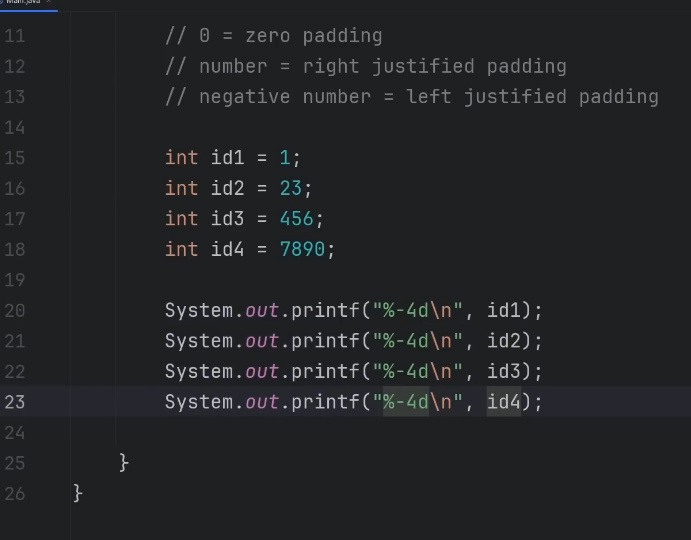 Main.java
11 // 0 = zero padding
12 // number = right justified padding
13 // negative number = left justified padding
14
15 int id1 = 1;
16 int id2 = 23;
17 int id3 = 456;
18 int id4 = 7890;
19
20 System.out.printf("%-4d\n", id1);
21 System.out.printf("%-4d\n", id2);
22 System.out.printf("%-4d\n", id3);
23 System.out.printf("%-4d\n", id4);
24
25 }
26 }